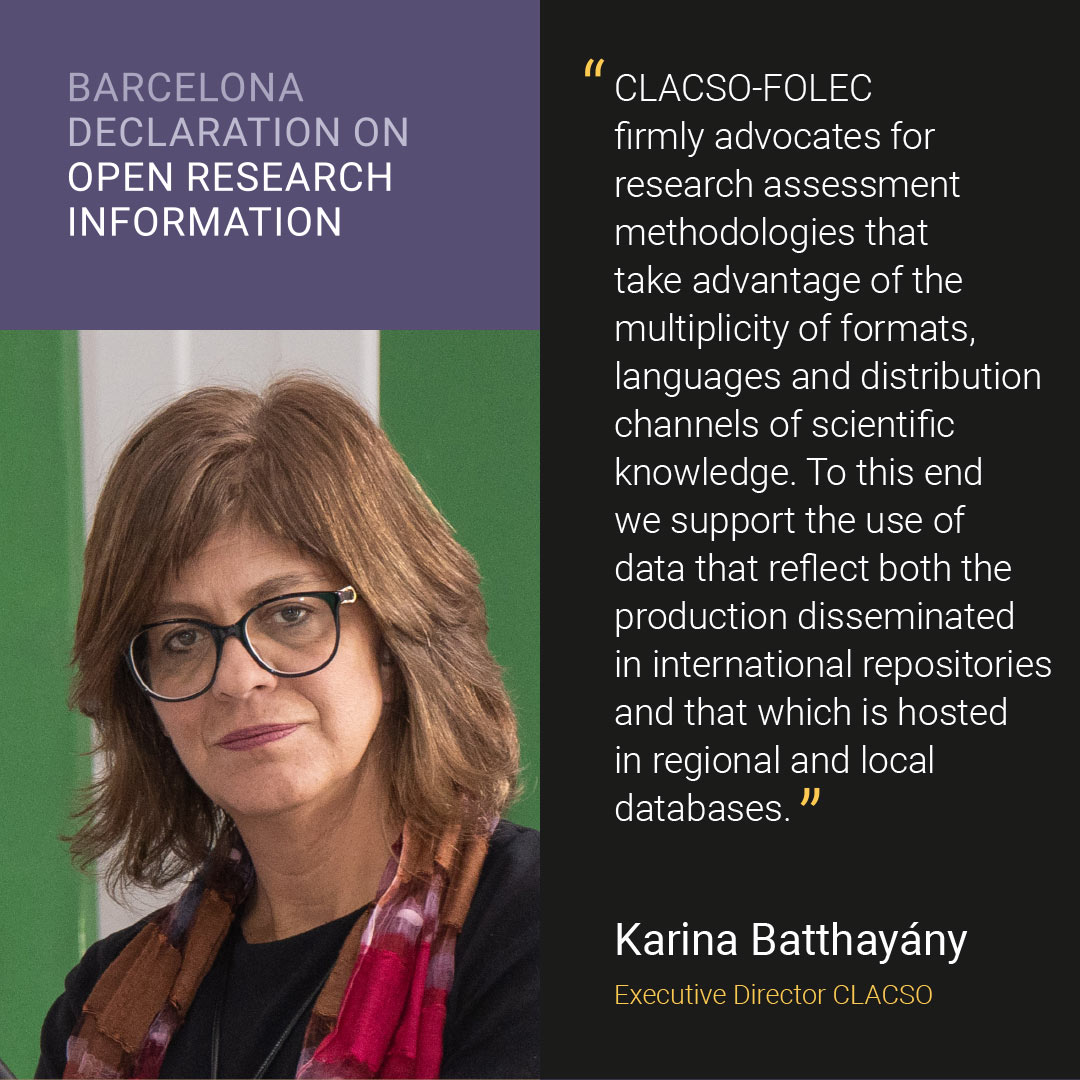 BARCELONA
DECLARATION ON
OPEN RESEARCH
INFORMATION
“ CLACSO-FOLEC
firmly advocates for
research assessment
methodologies that
take advantage of the
multiplicity of formats,
languages and distribution
channels of scientific
knowledge. To this end
we support the use of
data that reflect both the
production disseminated
in international repositories
and that which is hosted
in regional and local
databases. ”
Karina Batthayány
Executive Director CLACSO